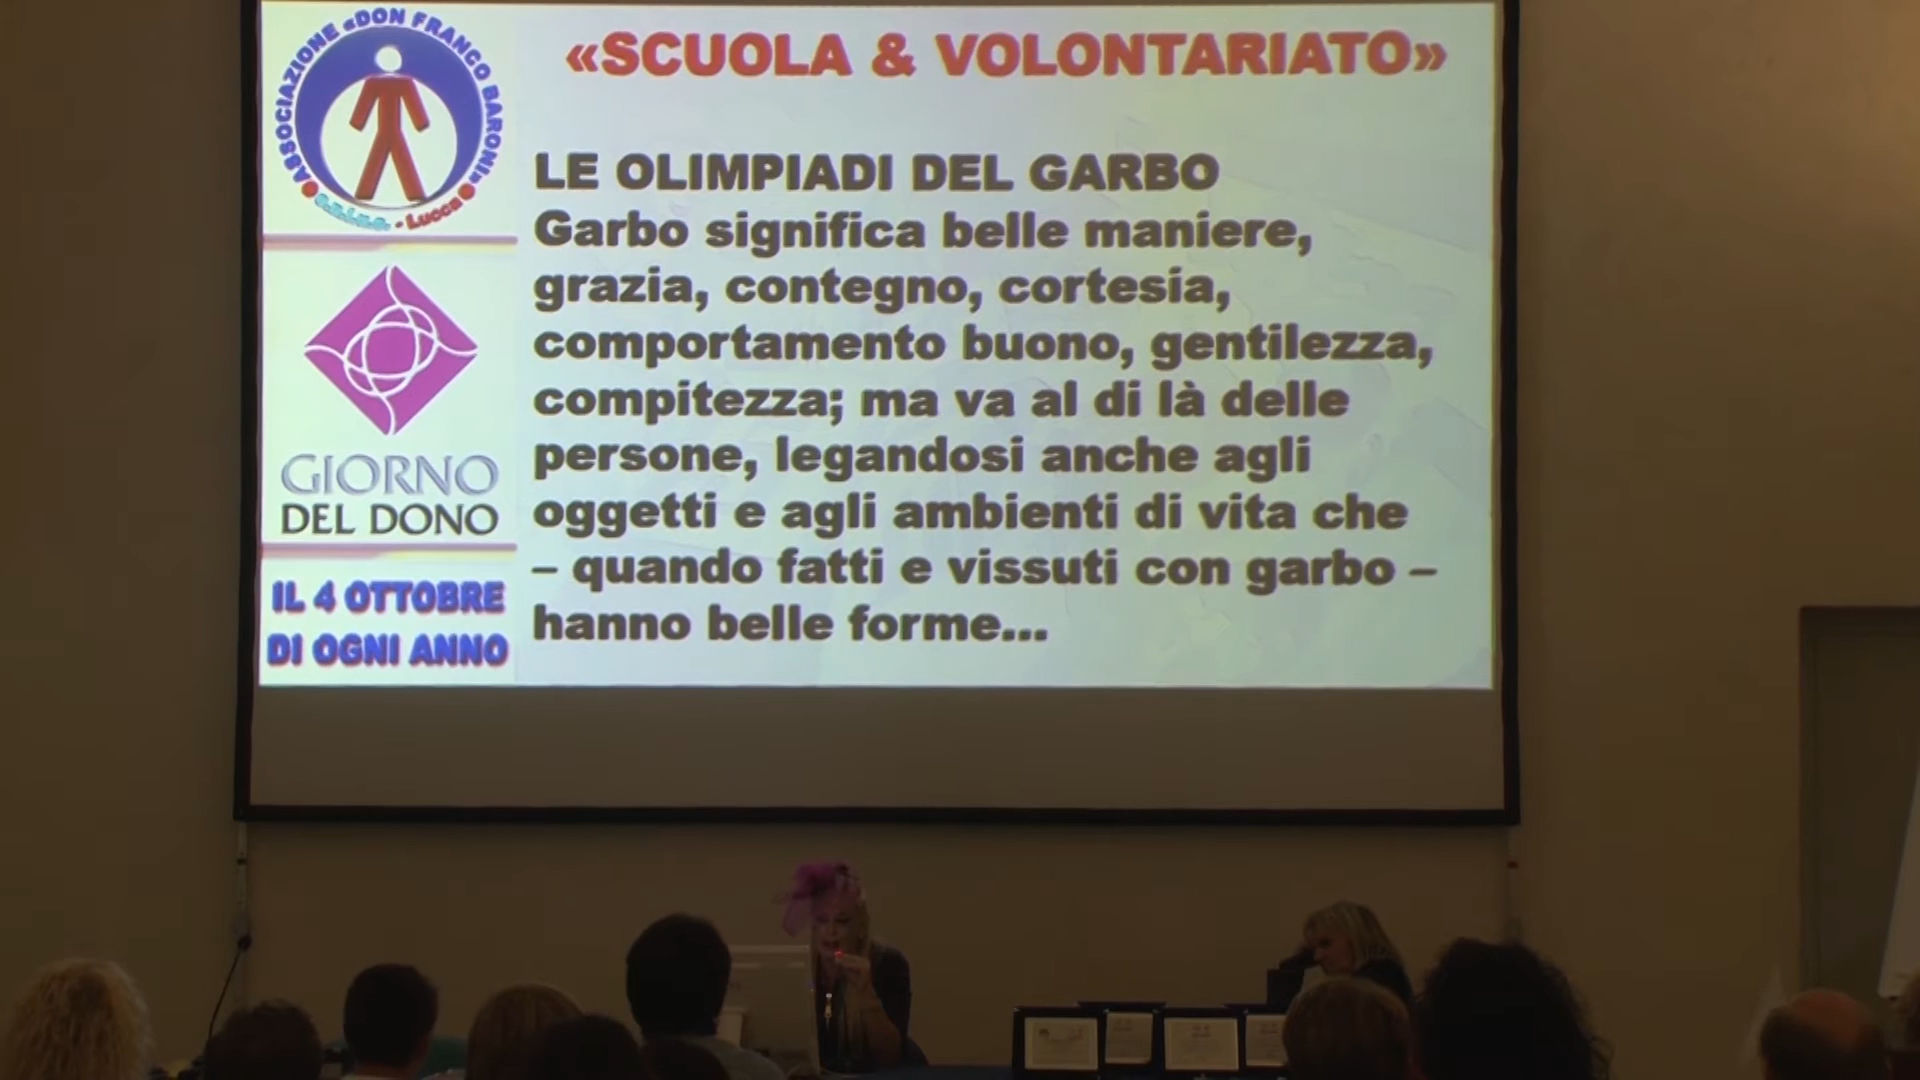 ASSOCIAZIONE «DON FRANCO BARONI»
O.N.L.U.S. - Lucca
GIORNO
DEL DONO
IL 4 OTTOBRE
DI OGNI ANNO
«SCUOLA & VOLONTARIATO»
LE OLIMPIADI DEL GARBO
Garbo significa belle maniere,
grazia, contegno, cortesia,
comportamento buono, gentilezza,
compitezza; ma va al di là delle
persone, legandosi anche agli
oggetti e agli ambienti di vita che
– quando fatti e vissuti con garbo –
hanno belle forme...